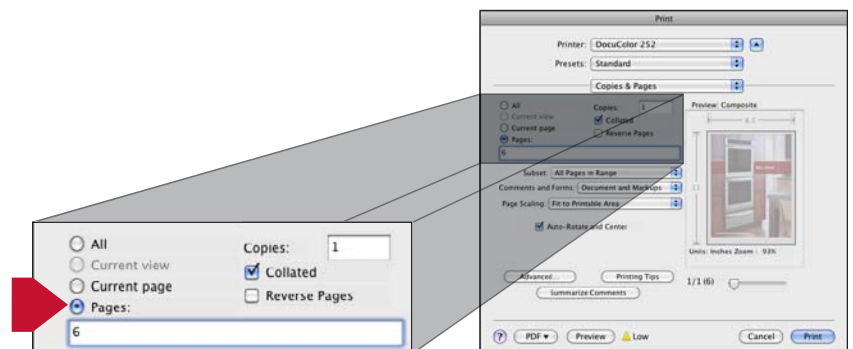 Print
Printer: DocuColor 252
Presets: Standard
Copies & Pages
All
Current view
Current page
Pages:
6
Copies: 1
Collated
Reverse Pages
Preview: Composite
8.5
11
Subset: All Pages in Range
Comments and Forms: Document and Markups
Page Scaling: Fit to Printable Area
Auto-Rotate and Center
Units: Inches Zoom : 93%
Advanced...
Printing Tips
Summarize Comments
1/1 (6)
? PDF Preview Low Cancel Print
All
Current view
Current page
Pages:
6
Copies: 1
Collated
Reverse Pages